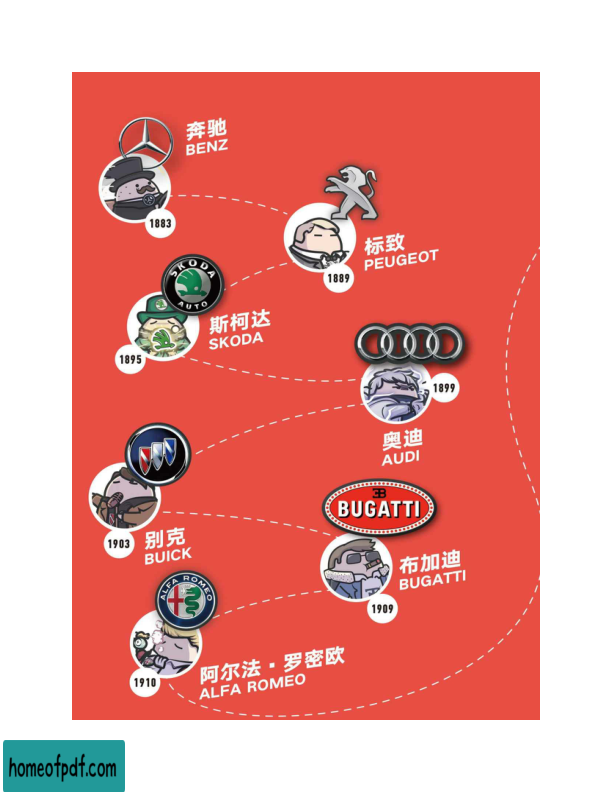 奔驰
BENZ
1883
标致
PEUGEOT
1889
SKODA
AUTO
斯柯达
SKODA
1895
1899
奥迪
AUDI
1903
别克
BUICK
EB
BUGATTI
布加迪
BUGATTI
1909
ALFA ROMEO
1910
阿尔法·罗密欧
ALFA ROMEO
homeofpdf.com